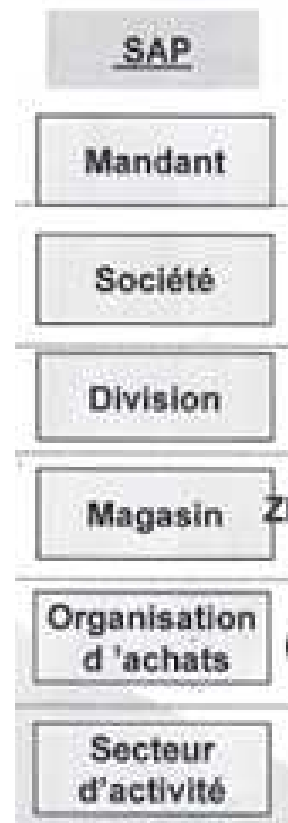 SAP
Mandant
Société
Division
Magasin
Organisation
d 'achats
Secteur
d'activité